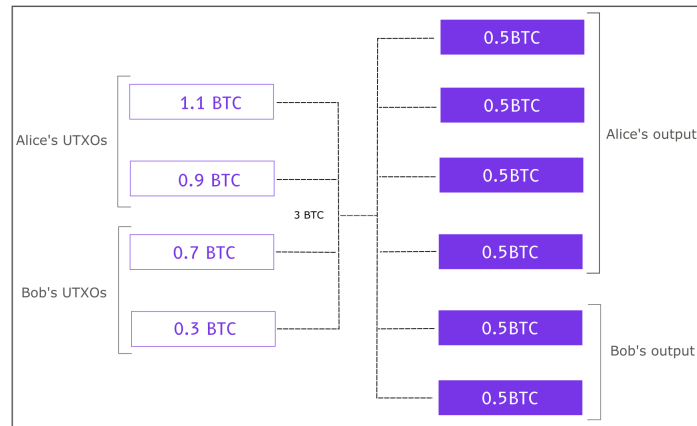 Alice's UTXOs
1.1 BTC
0.9 BTC
Bob's UTXOs
0.7 BTC
0.3 BTC
3 BTC
0.5BTC
0.5BTC
0.5BTC
0.5BTC
Alice's output
0.5BTC
0.5BTC
Bob's output